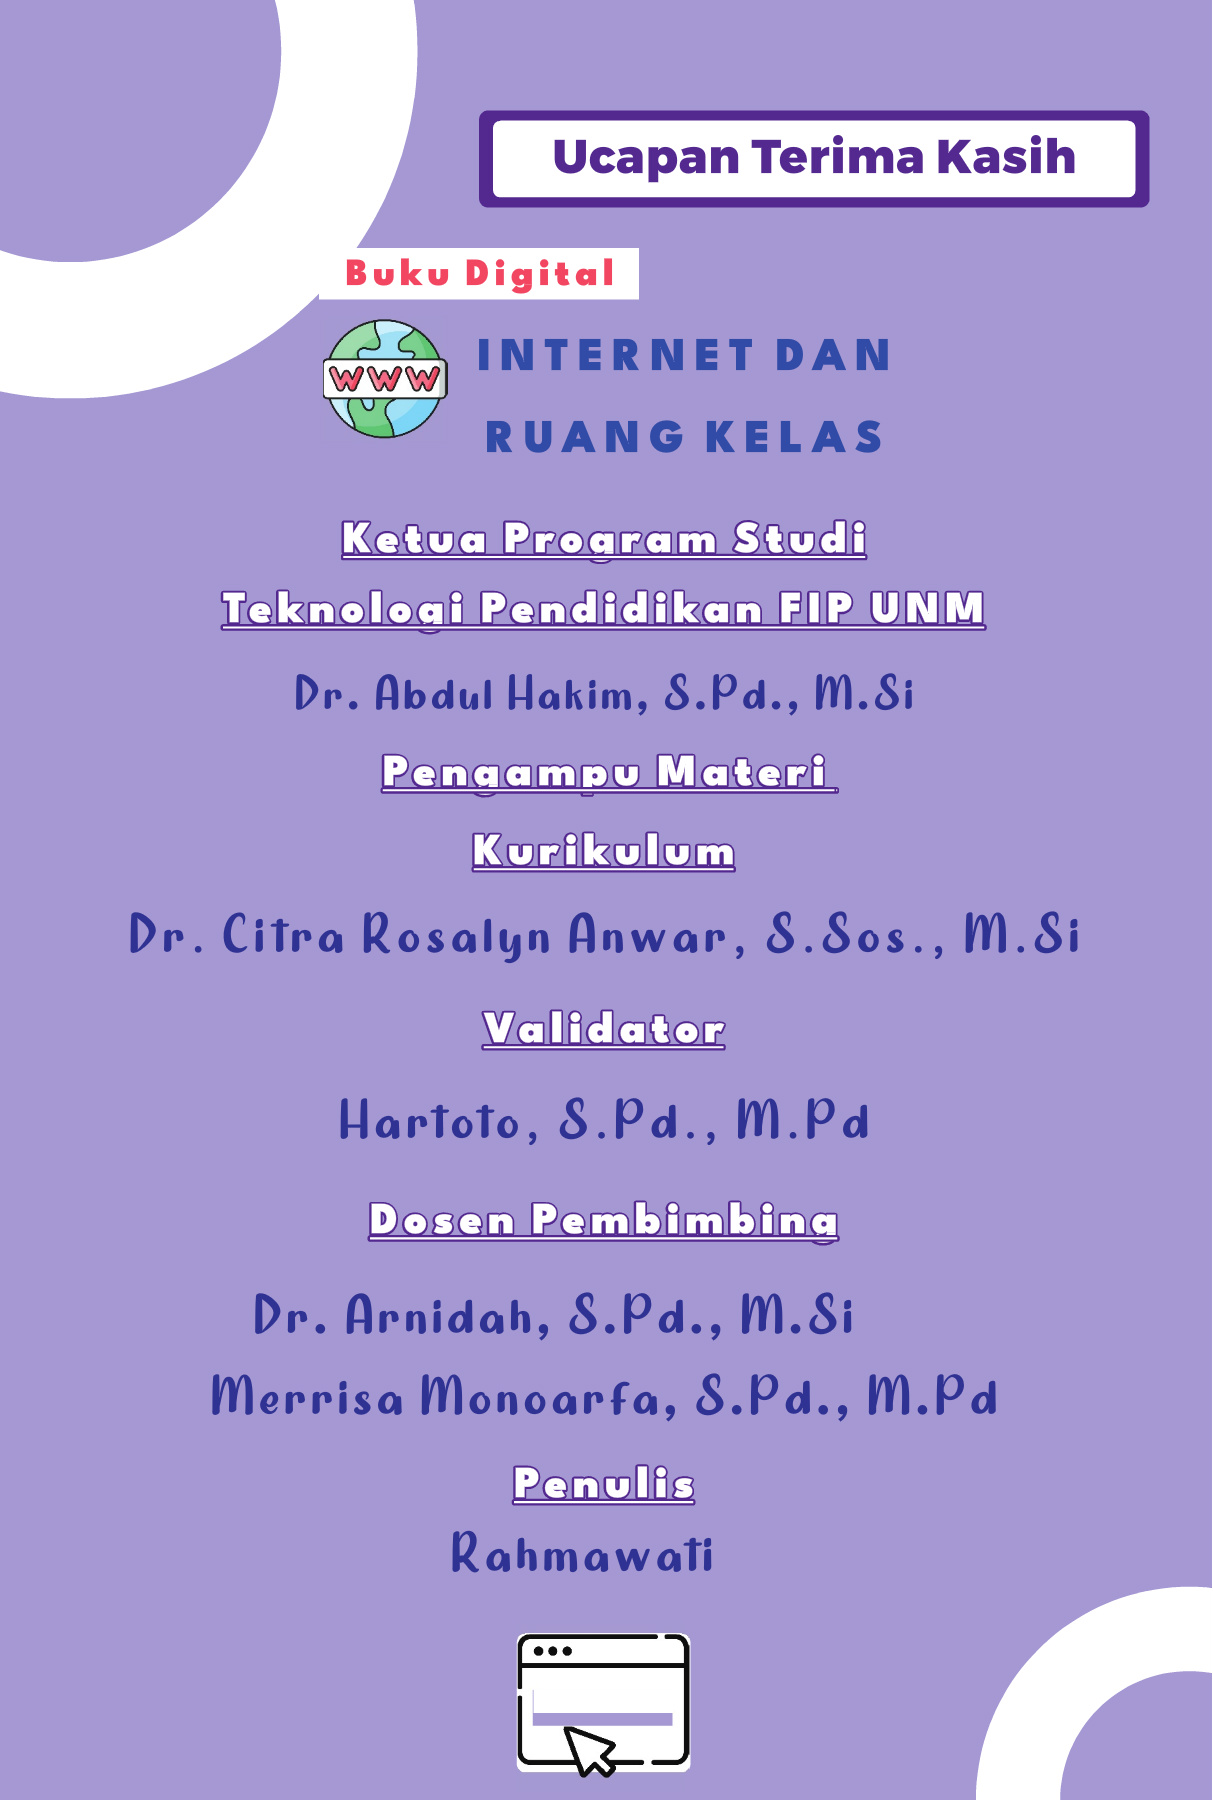 Ucapan Terima Kasih
Buku Digital
WWW
INTERNET DAN
RUANG KELAS
Ketua Program Studi
Teknologi Pendidikan FIP UNM
Dr. Abdul Hakim, S.Pd., M.Si
Pengampu Materi
Kurikulum
Dr. Citra Rosalyn Anwar, S.Sos., M.Si
Validator
Hartoto, S.Pd., M.Pd
Dosen Pembimbing
Dr. Arnidah, S.Pd., M.Si
Merrisa Monoarfa, S.Pd., M.Pd
Penulis
Rahmawati